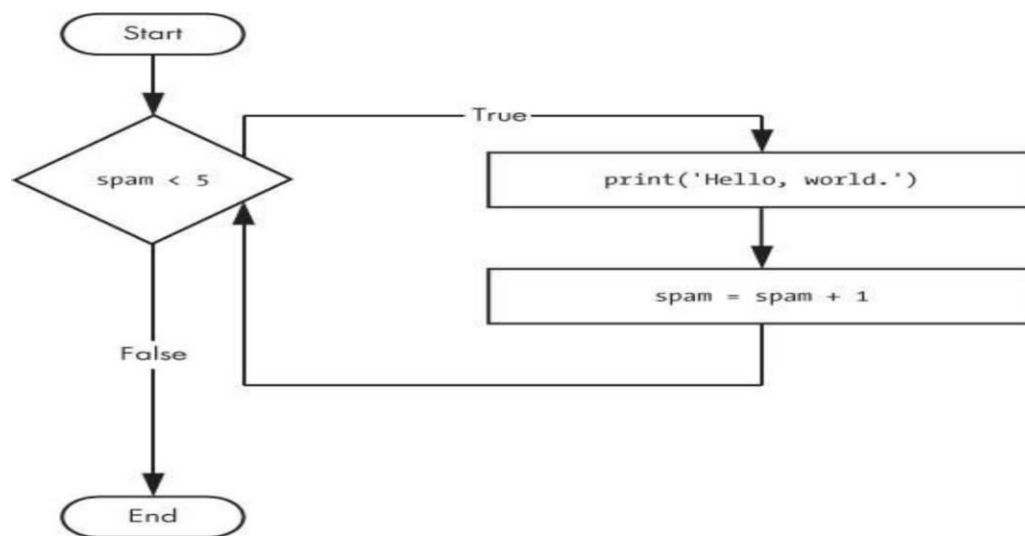 Start
True
spam < 5
print('Hello, world.')
spam = spam + 1
False
End